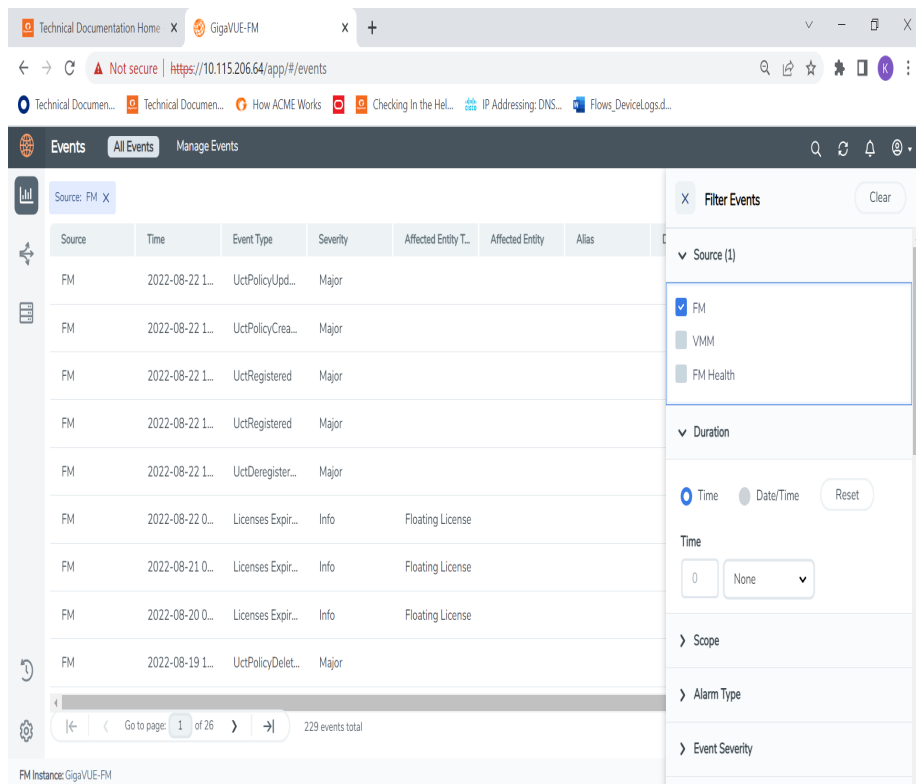 Technical Documentation Home X GigaVUE-FM X +
Not secure https://10.115.206.64/app/#/events K
Technical Documen... Technical Documen... How ACME Works Checking In the Hel... IP Addressing: DNS... Flows_DeviceLogs.d...
Events All Events Manage Events
Source: FM X
X Filter Events Clear
Source Time Event Type Severity Affected Entity T... Affected Entity Alias D
Source (1)
FM 2022-08-22 1... UctPolicyUpd... Major
FM
FM 2022-08-22 1... UctPolicyCrea... Major
VMM
FM 2022-08-22 1... UctRegistered Major
FM Health
FM 2022-08-22 1... UctRegistered Major
Duration
FM 2022-08-22 1... UctDeregister... Major
Time Date/Time Reset
FM 2022-08-22 0... Licenses Expir... Info Floating License
Time
FM 2022-08-21 0... Licenses Expir... Info Floating License
0 None
FM 2022-08-20 0... Licenses Expir... Info Floating License
Scope
FM 2022-08-19 1... UctPolicyDelet... Major
Alarm Type
Go to page: 1 of 26 229 events total
Event Severity
FM Instance: GigaVUE-FM